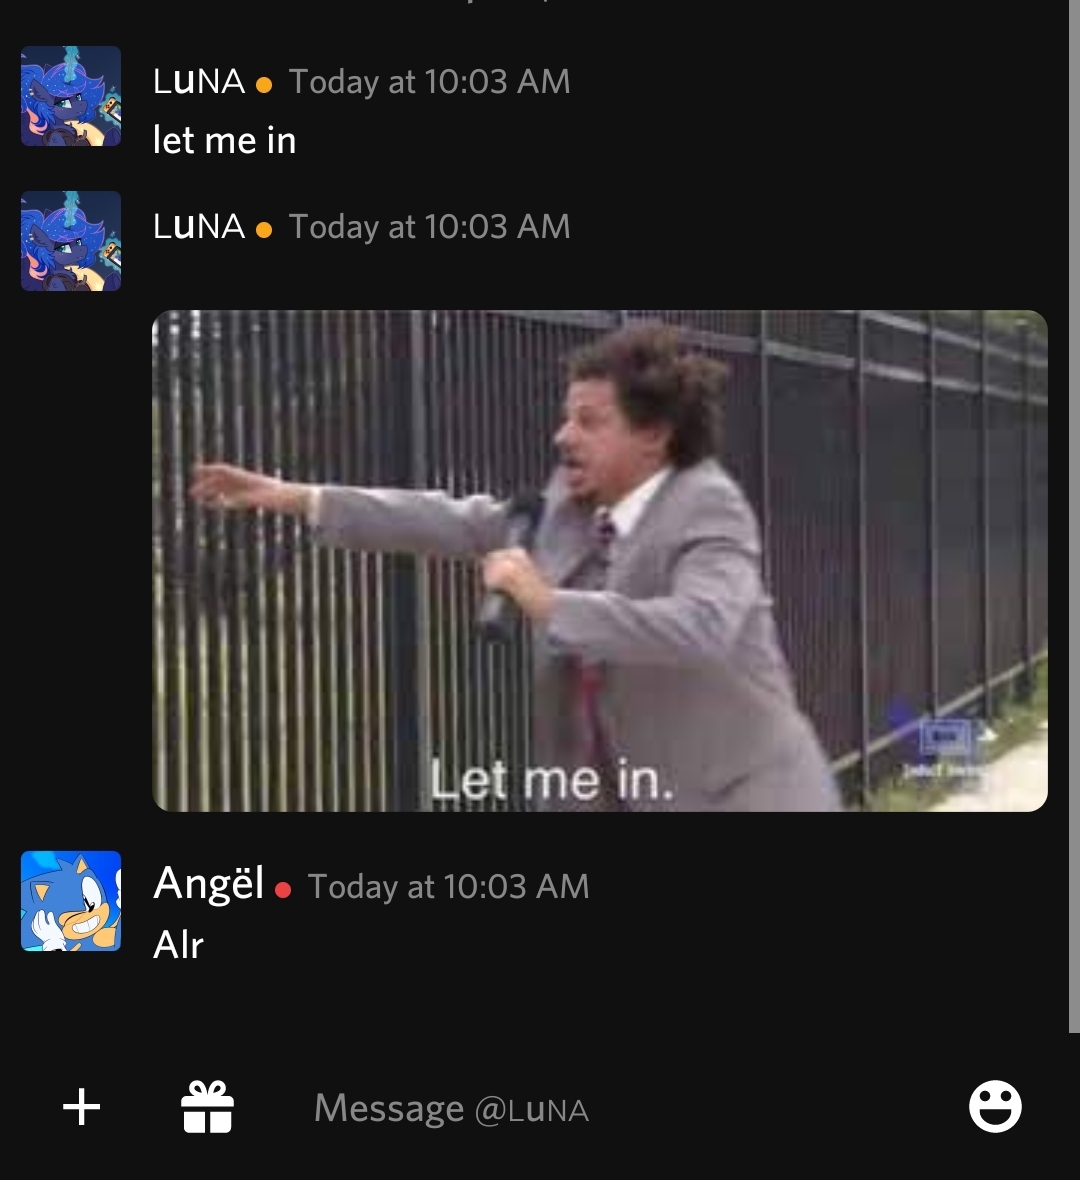 LuNA Today at 10:03 AM
let me in
LuNA Today at 10:03 AM
Let me in.
Angël Today at 10:03 AM
Alr
Message @LuNA